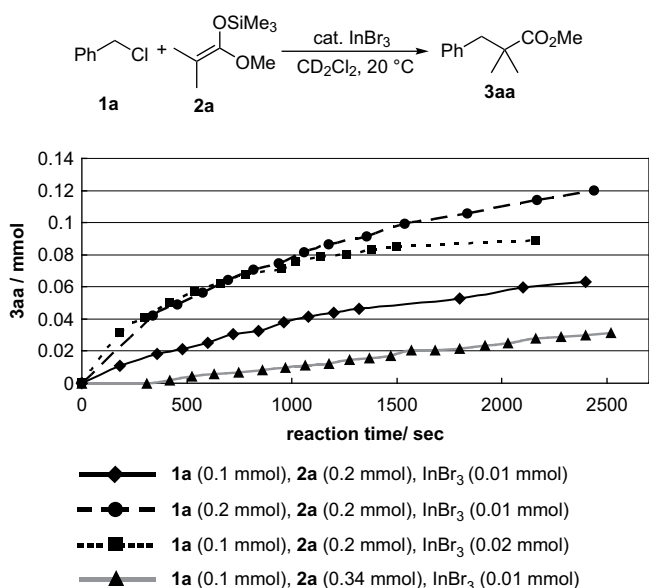 OSiMe3
cat. InBr3
Ph Cl + OMe Ph CO2Me
CD2Cl2, 20 °C
1a 2a 3aa
0.14
0.12
0.1
0.08
0.06
0.04
0.02
0
3aa / mmol
0 500 1000 1500 2000 2500
reaction time/ sec
1a (0.1 mmol), 2a (0.2 mmol), InBr3 (0.01 mmol)
1a (0.2 mmol), 2a (0.2 mmol), InBr3 (0.01 mmol)
1a (0.1 mmol), 2a (0.2 mmol), InBr3 (0.02 mmol)
1a (0.1 mmol), 2a (0.34 mmol), InBr3 (0.01 mmol)